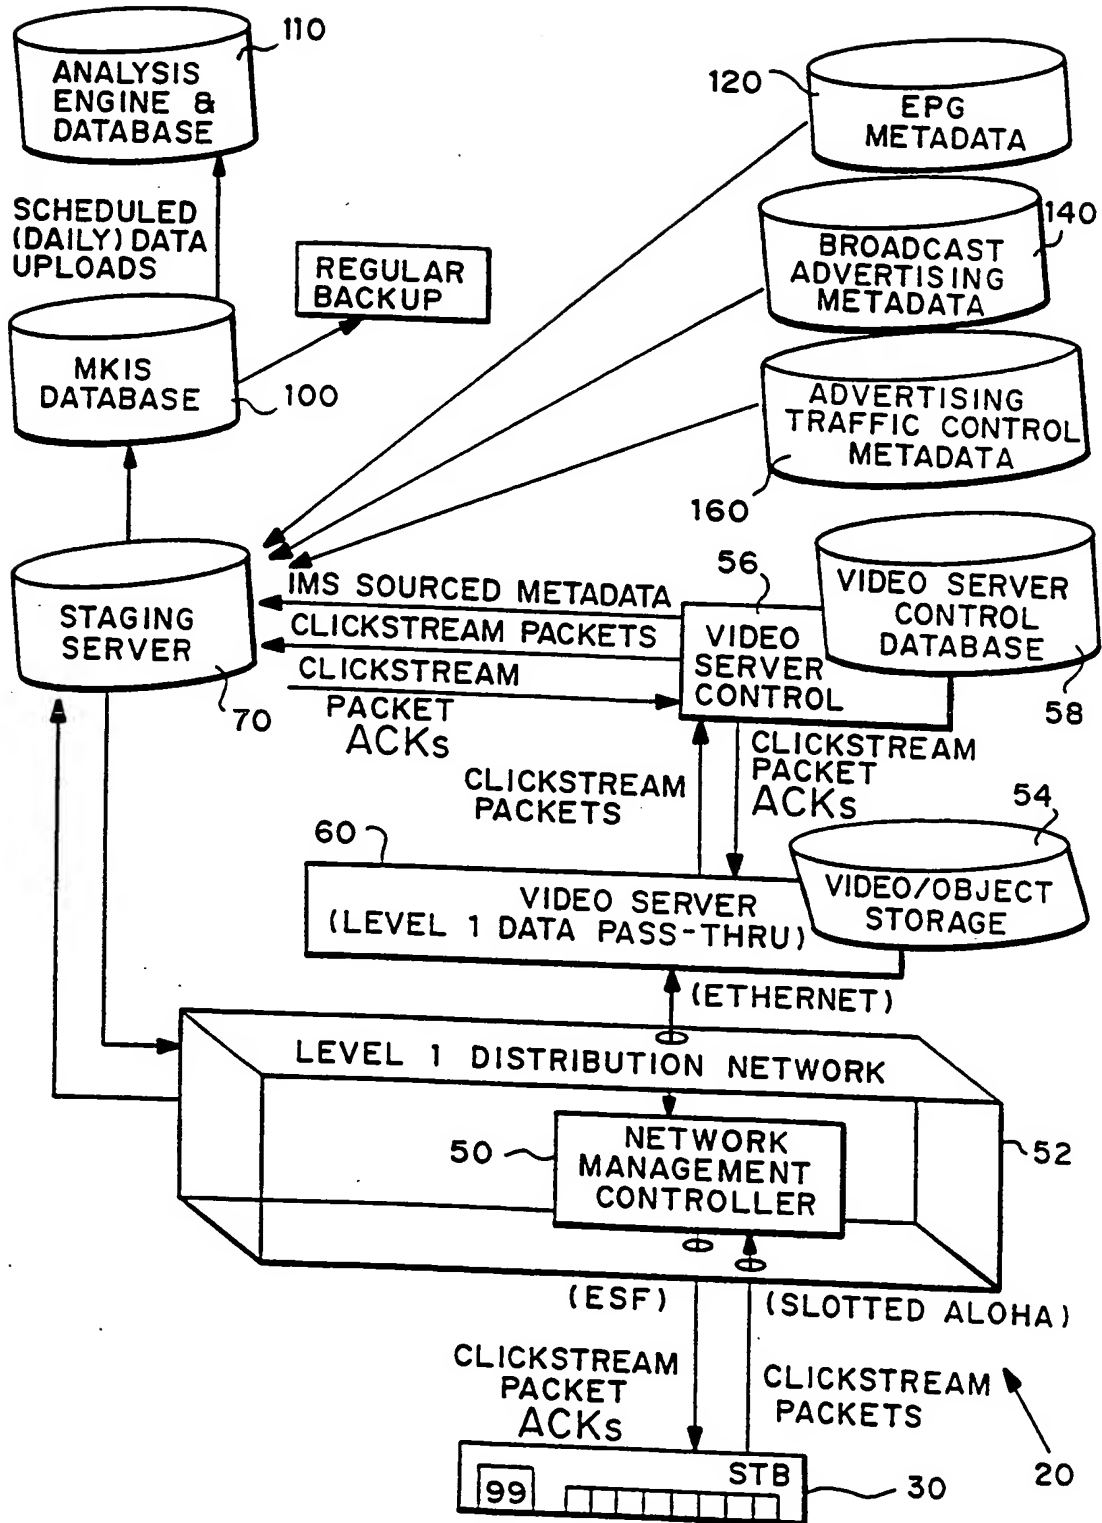 110
ANALYSIS
ENGINE &
DATABASE
SCHEDULED
(DAILY) DATA
UPLOADS
REGULAR
BACKUP
MKIS
DATABASE
100
120
EPG
METADATA
140
BROADCAST
ADVERTISING
METADATA
ADVERTISING
TRAFFIC CONTROL
METADATA
160
STAGING
SERVER
70
IMS SOURCED METADATA
CLICKSTREAM PACKETS
CLICKSTREAM
PACKET
ACKs
56
VIDEO
SERVER
CONTROL
VIDEO SERVER
CONTROL
DATABASE
58
CLICKSTREAM
PACKETS
CLICKSTREAM
PACKET
ACKs
54
VIDEO/OBJECT
STORAGE
60
VIDEO SERVER
(LEVEL 1 DATA PASS-THRU)
(ETHERNET)
LEVEL 1 DISTRIBUTION NETWORK
50
NETWORK
MANAGEMENT
CONTROLLER
52
(ESF)
(SLOTTED ALOHA)
CLICKSTREAM
PACKET
ACKs
CLICKSTREAM
PACKETS
20
STB
99
30